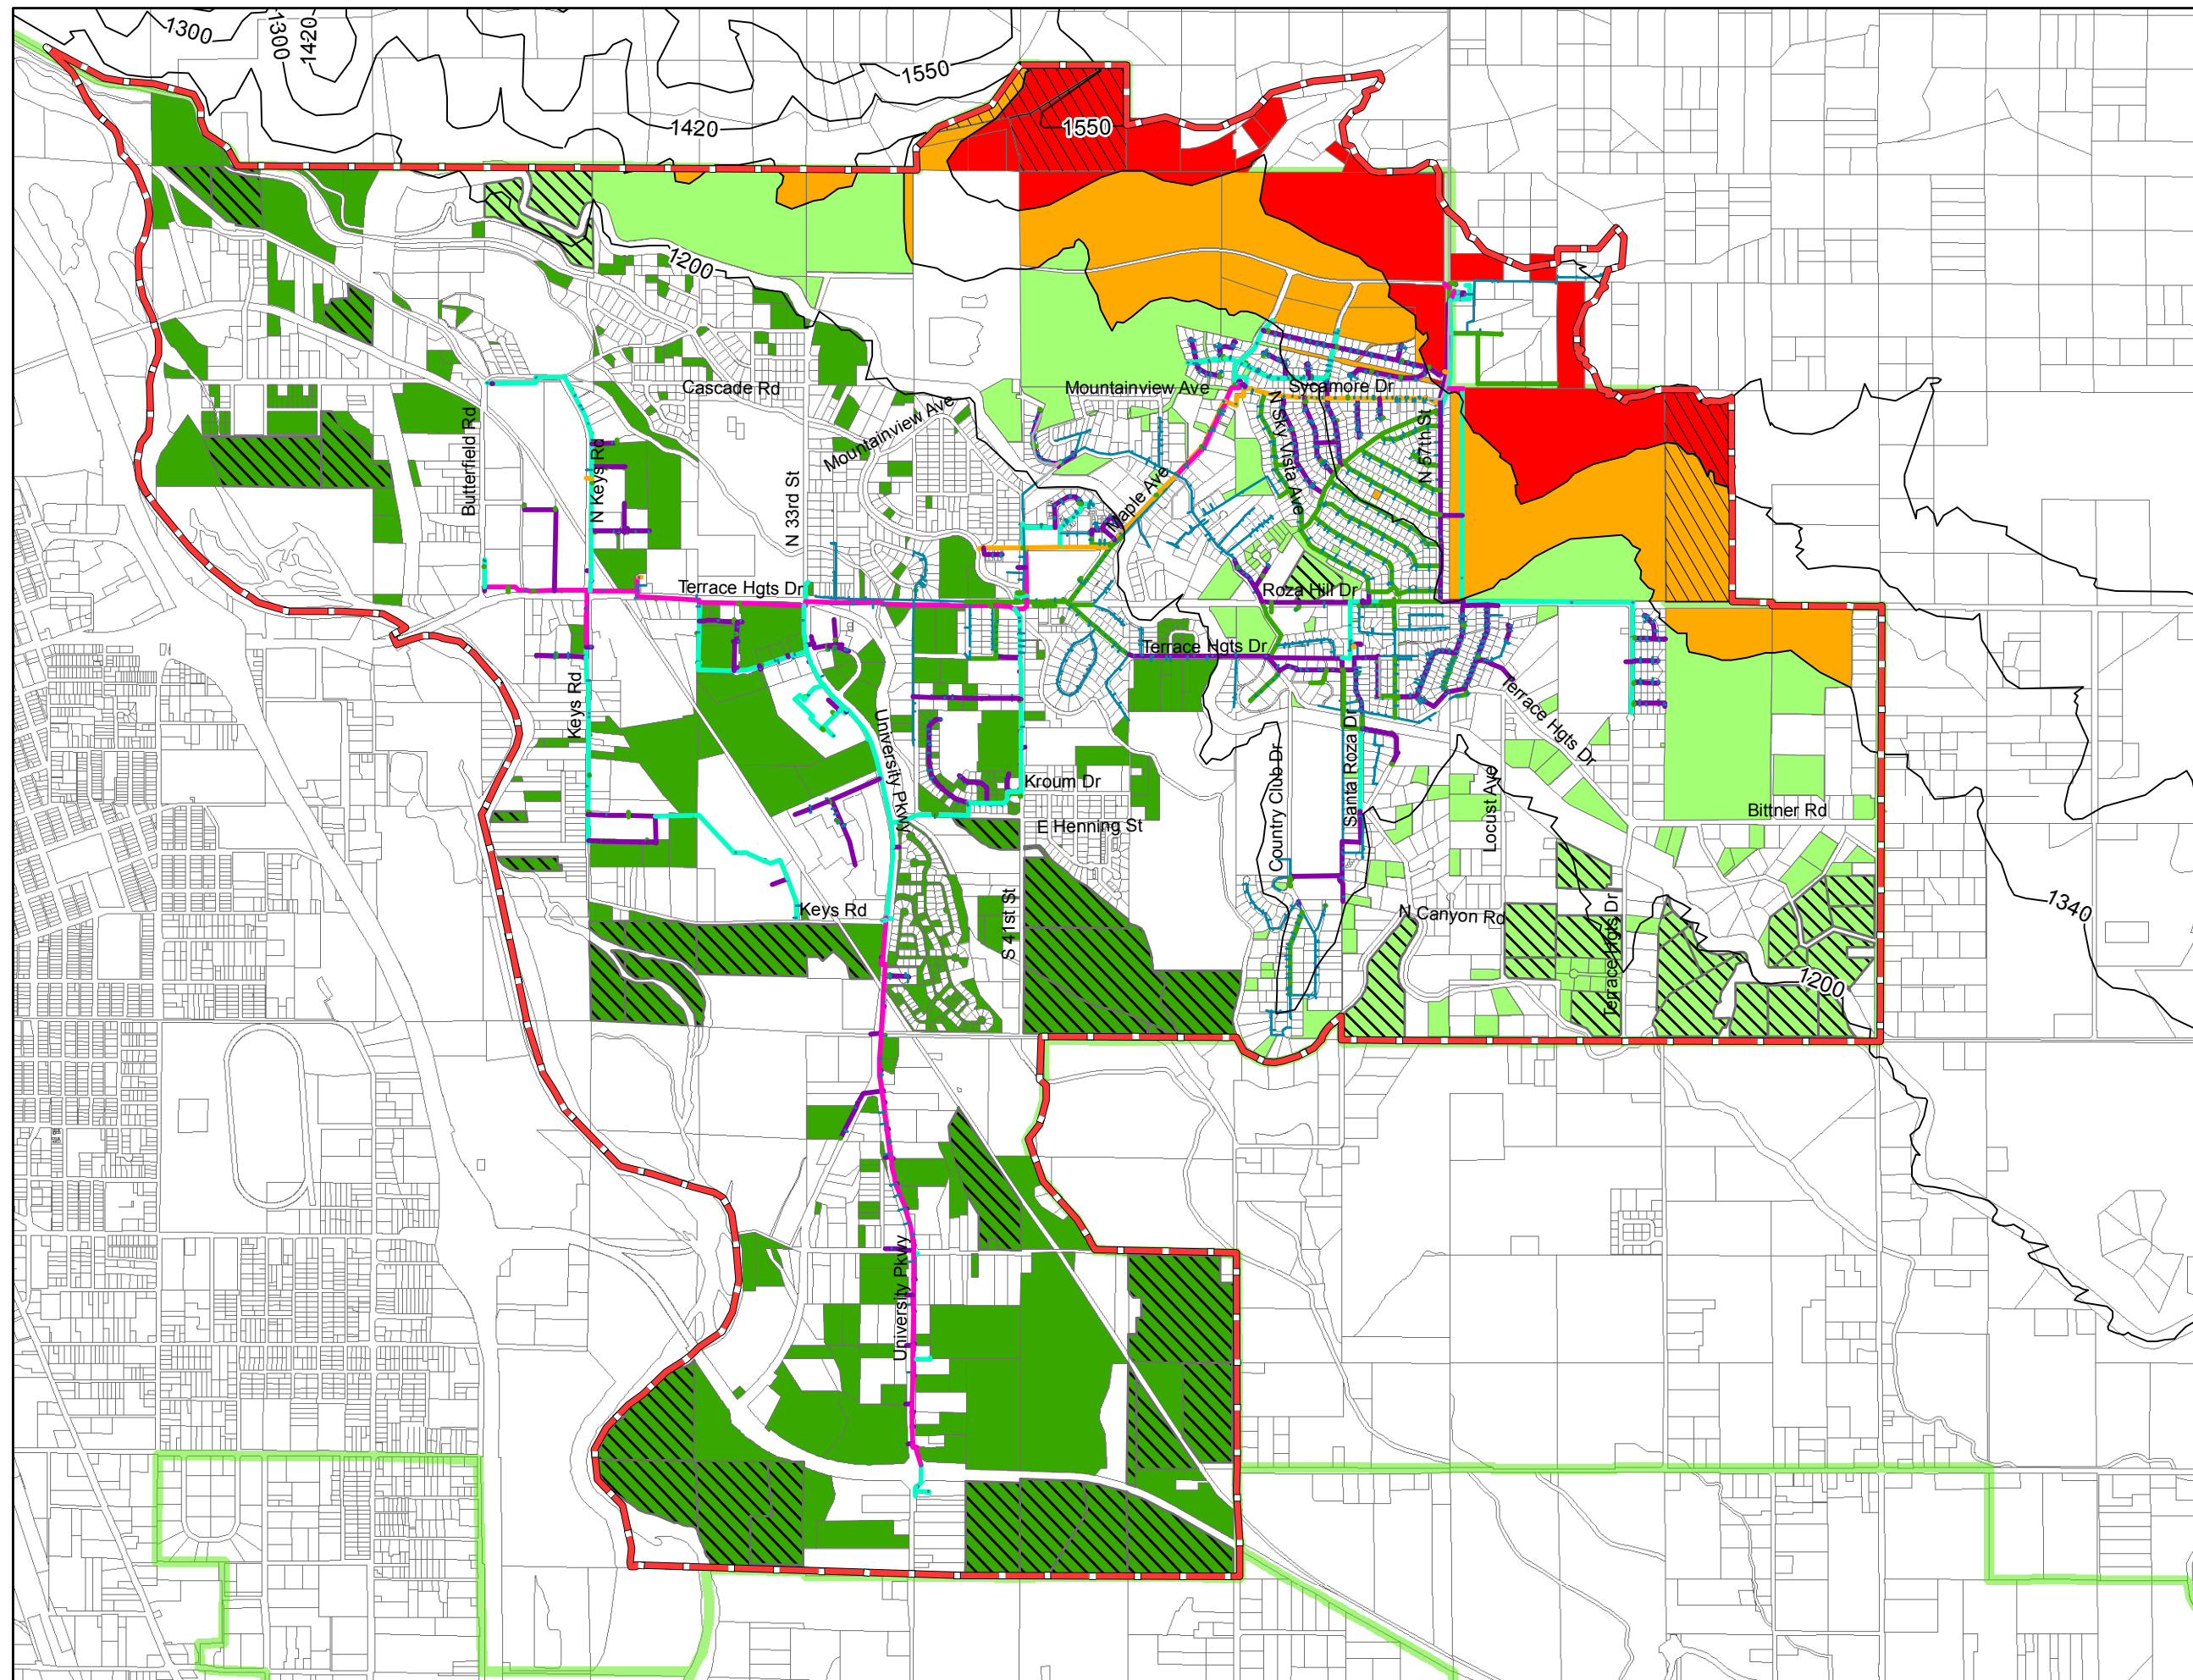 1300
1300
1420
1550
1420
1550
1200
Cascade Rd
Mountainview Ave
Mountainview Ave
Sycamore Dr
N Sky Vista Ave
N 57th St
Butterfield Rd
N Keys Rd
N 33rd St
Maple Ave
Terrace Hgts Dr
Roza Hill Dr
Terrace Hgts Dr
Keys Rd
University Pkwy
Terrace Hgts Dr
Santa Roza Dr
Country Club Dr
Locust Ave
Kroum Dr
E Henning St
Bittner Rd
Keys Rd
S 41st St
N Canyon Rd
Terrace Hgts Dr
1340
1200
University Pkwy